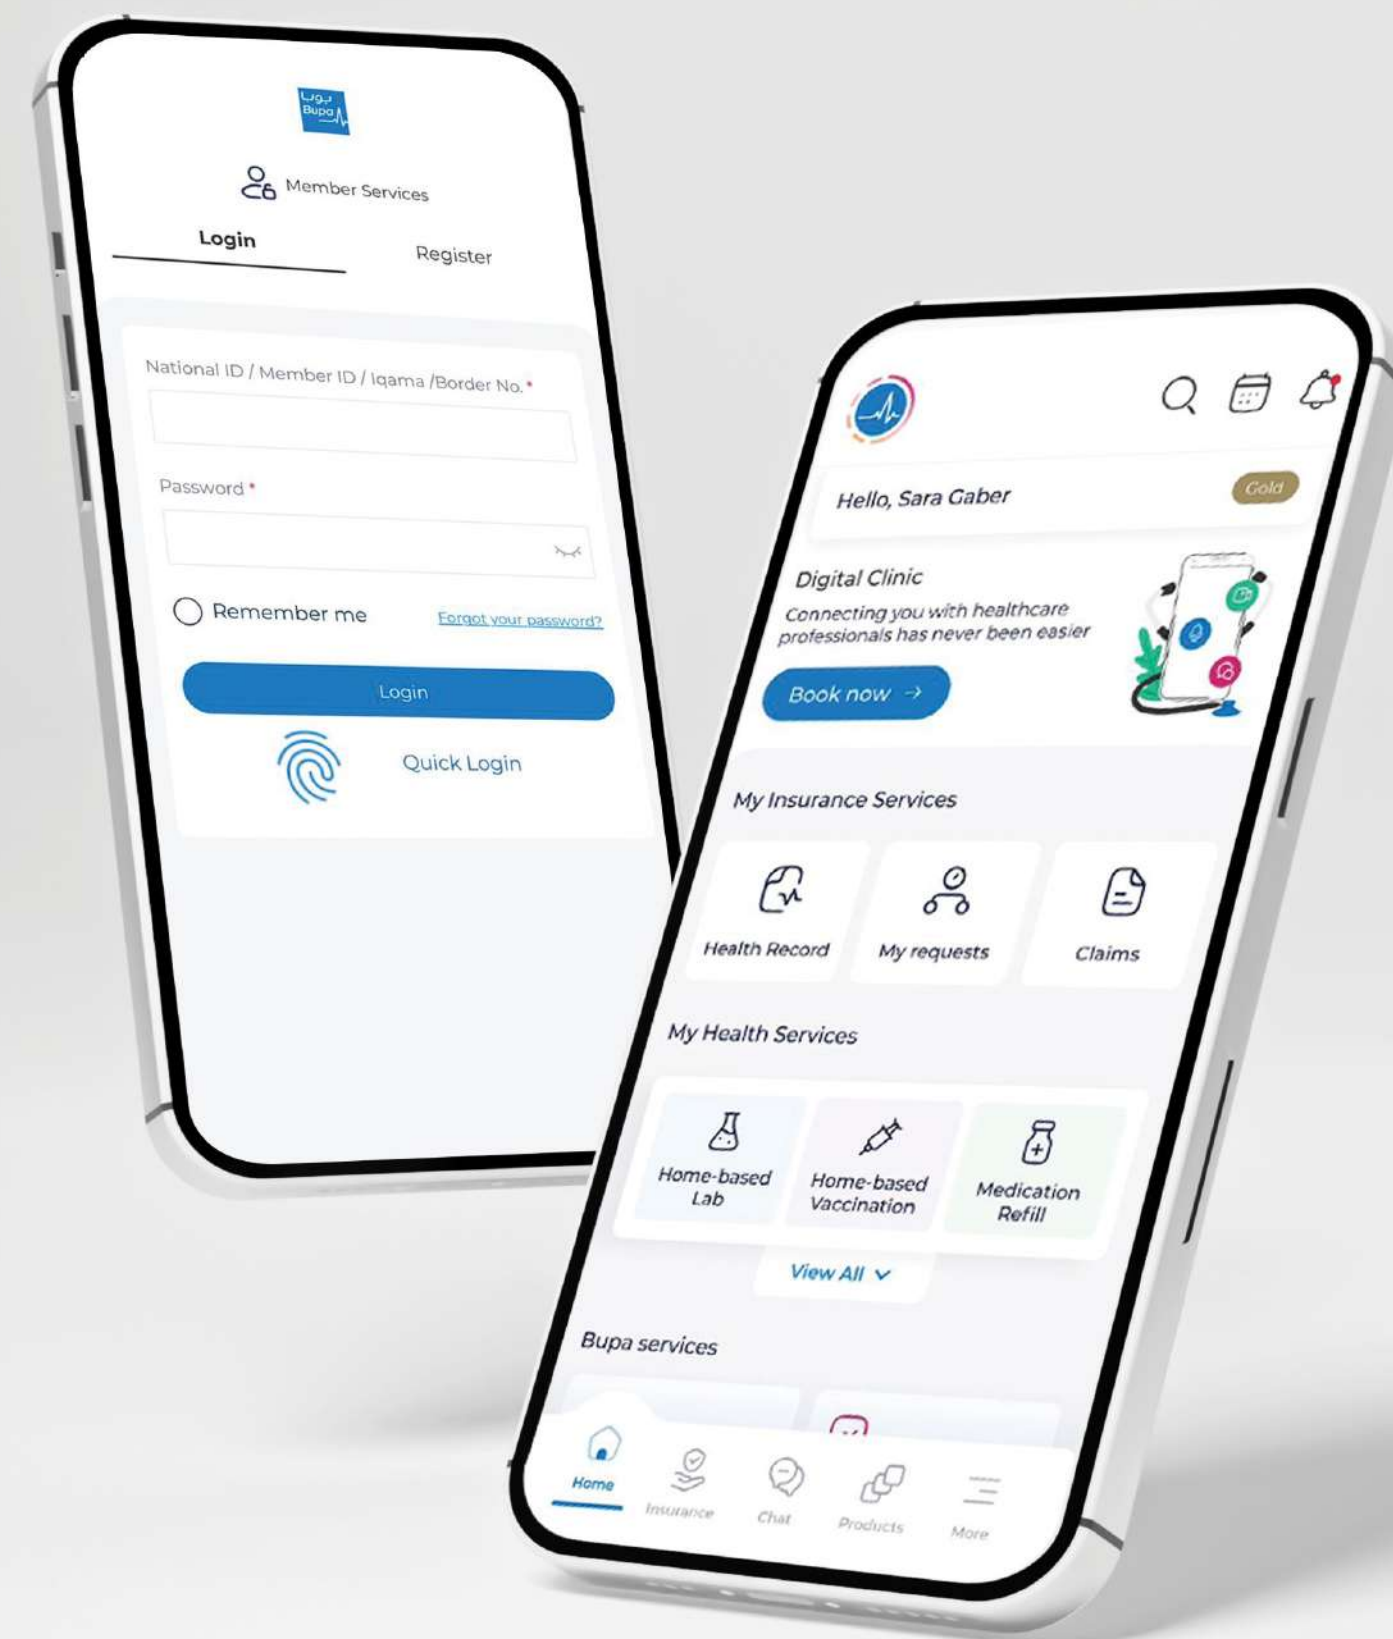 بوبا
Bupa
Member Services
Login
Register
National ID / Member ID / Iqama /Border No. *
Password *
Remember me
Forgot your password?
Login
Quick Login
Hello, Sara Gaber
Gold
Digital Clinic
Connecting you with healthcare
professionals has never been easier
Book now →
My Insurance Services
Health Record
My requests
Claims
My Health Services
Home-based
Lab
Home-based
Vaccination
Medication
Refill
View All
Bupa services
Home
Insurance
Chat
Products
More